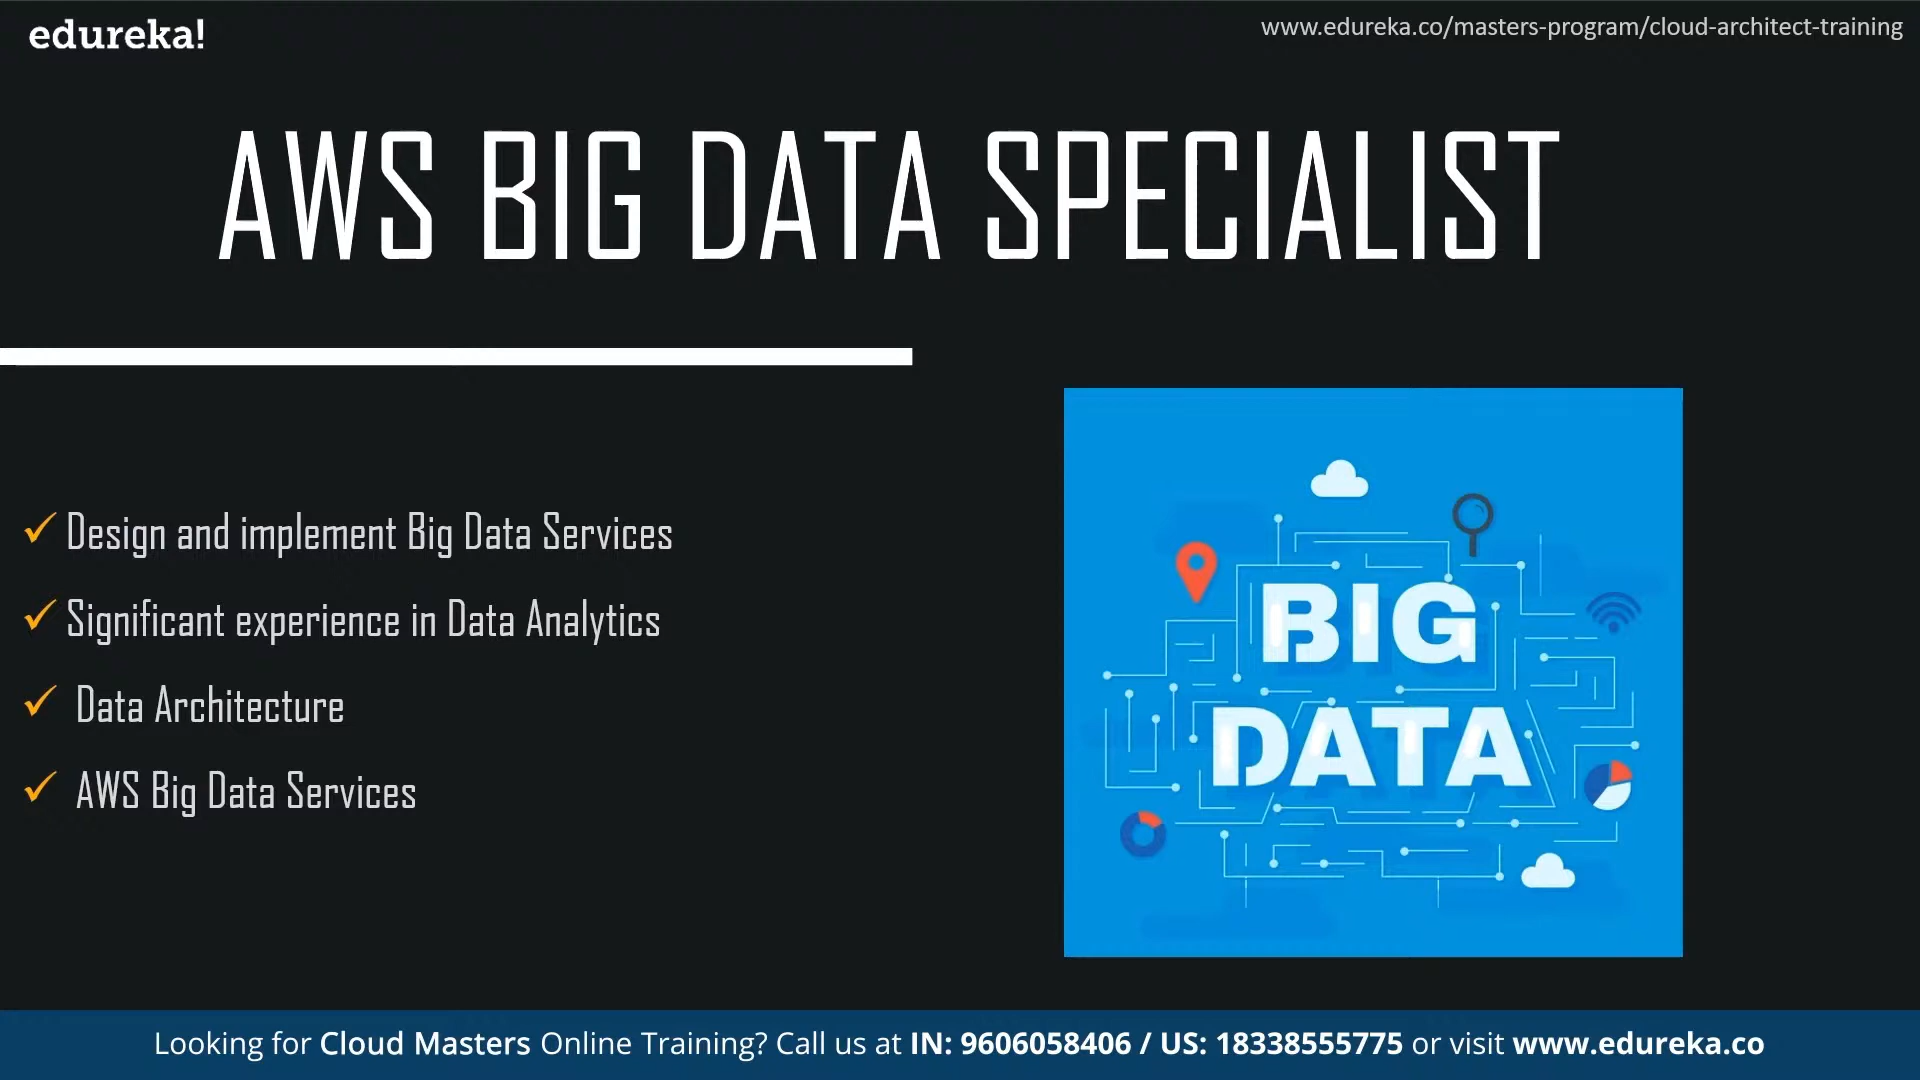 edureka!
www.edureka.co/masters-program/cloud-architect-training
AWS BIG DATA SPECIALIST
Design and implement Big Data Services
Significant experience in Data Analytics
Data Architecture
AWS Big Data Services
BIG
DATA
Looking for Cloud Masters Online Training? Call us at IN: 9606058406 / US: 18338555775 or visit www.edureka.co